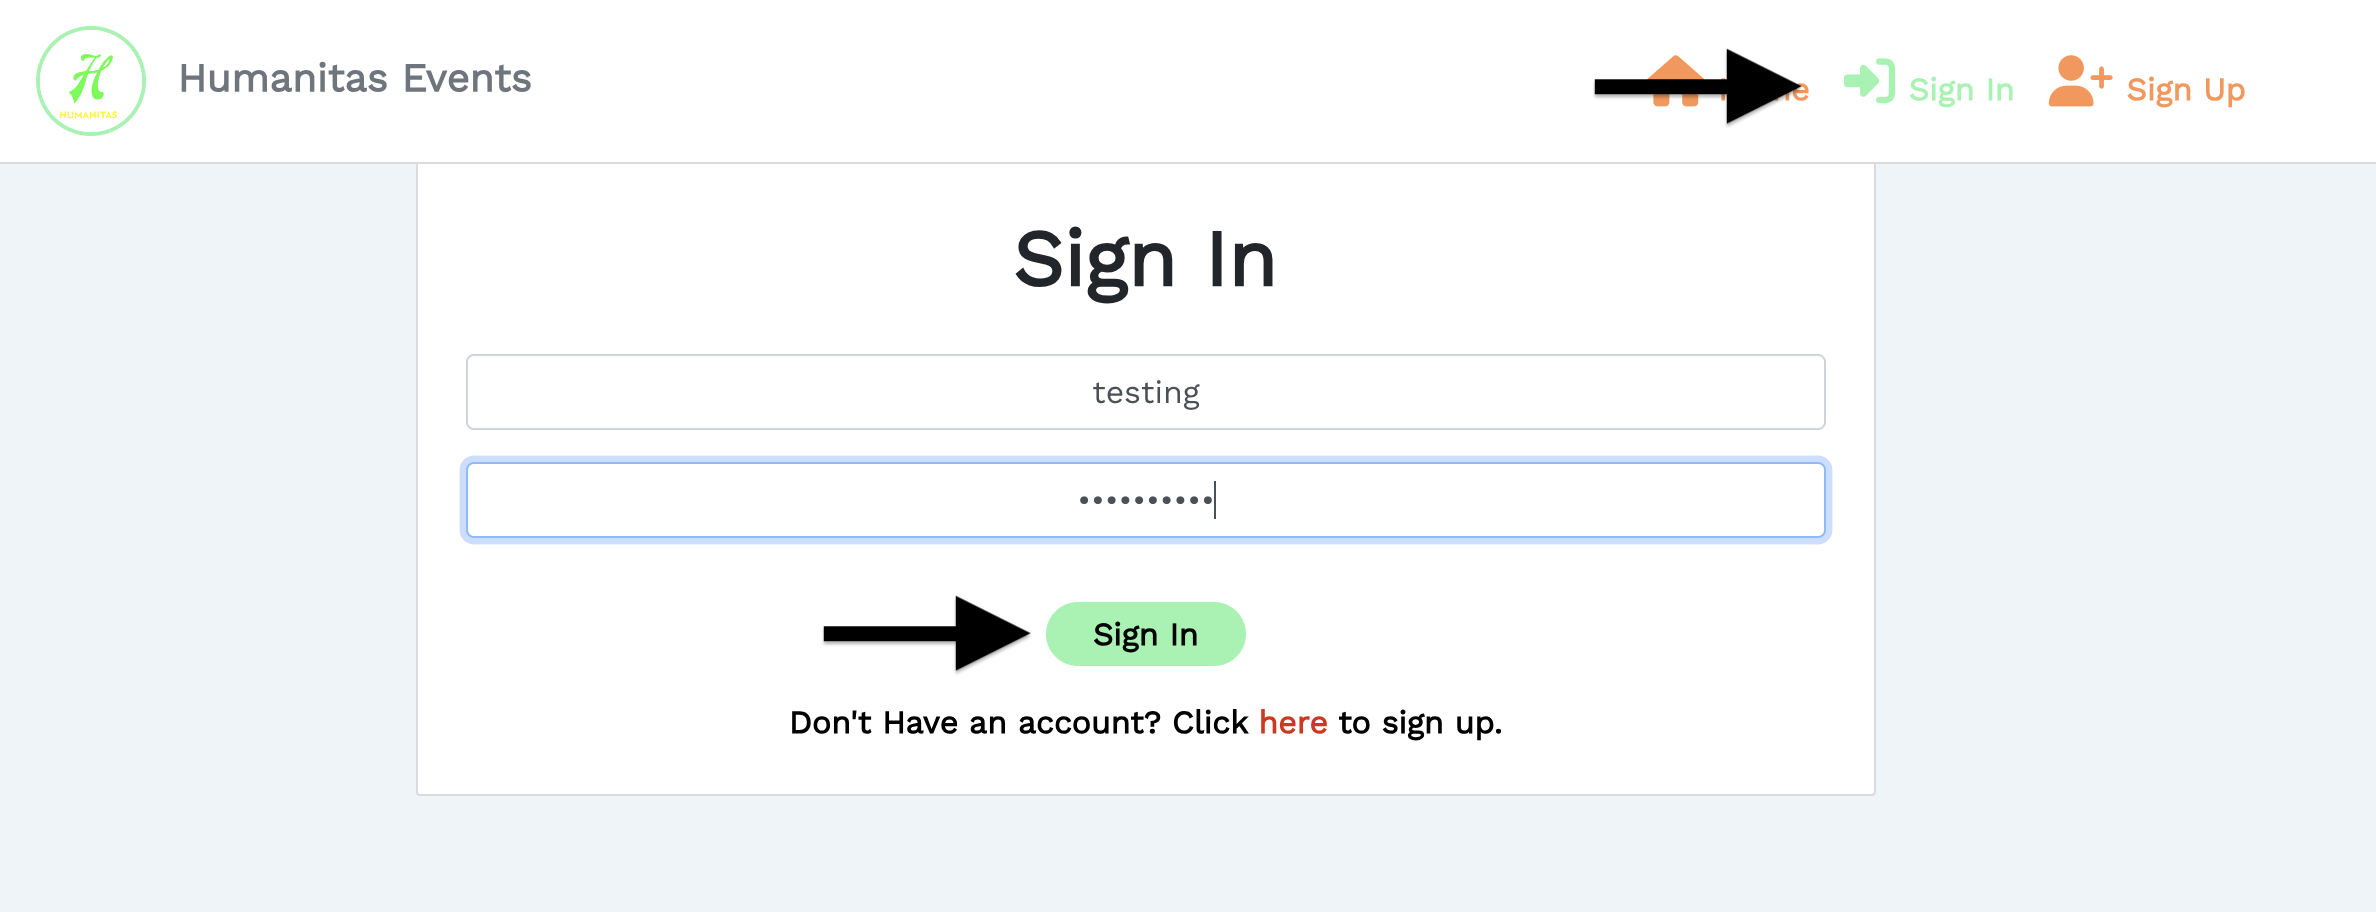 H
HUMANITAS
Humanitas Events
Sign In
Sign Up
Sign In
testing
••••••••••
Sign In
Don't Have an account? Click here to sign up.